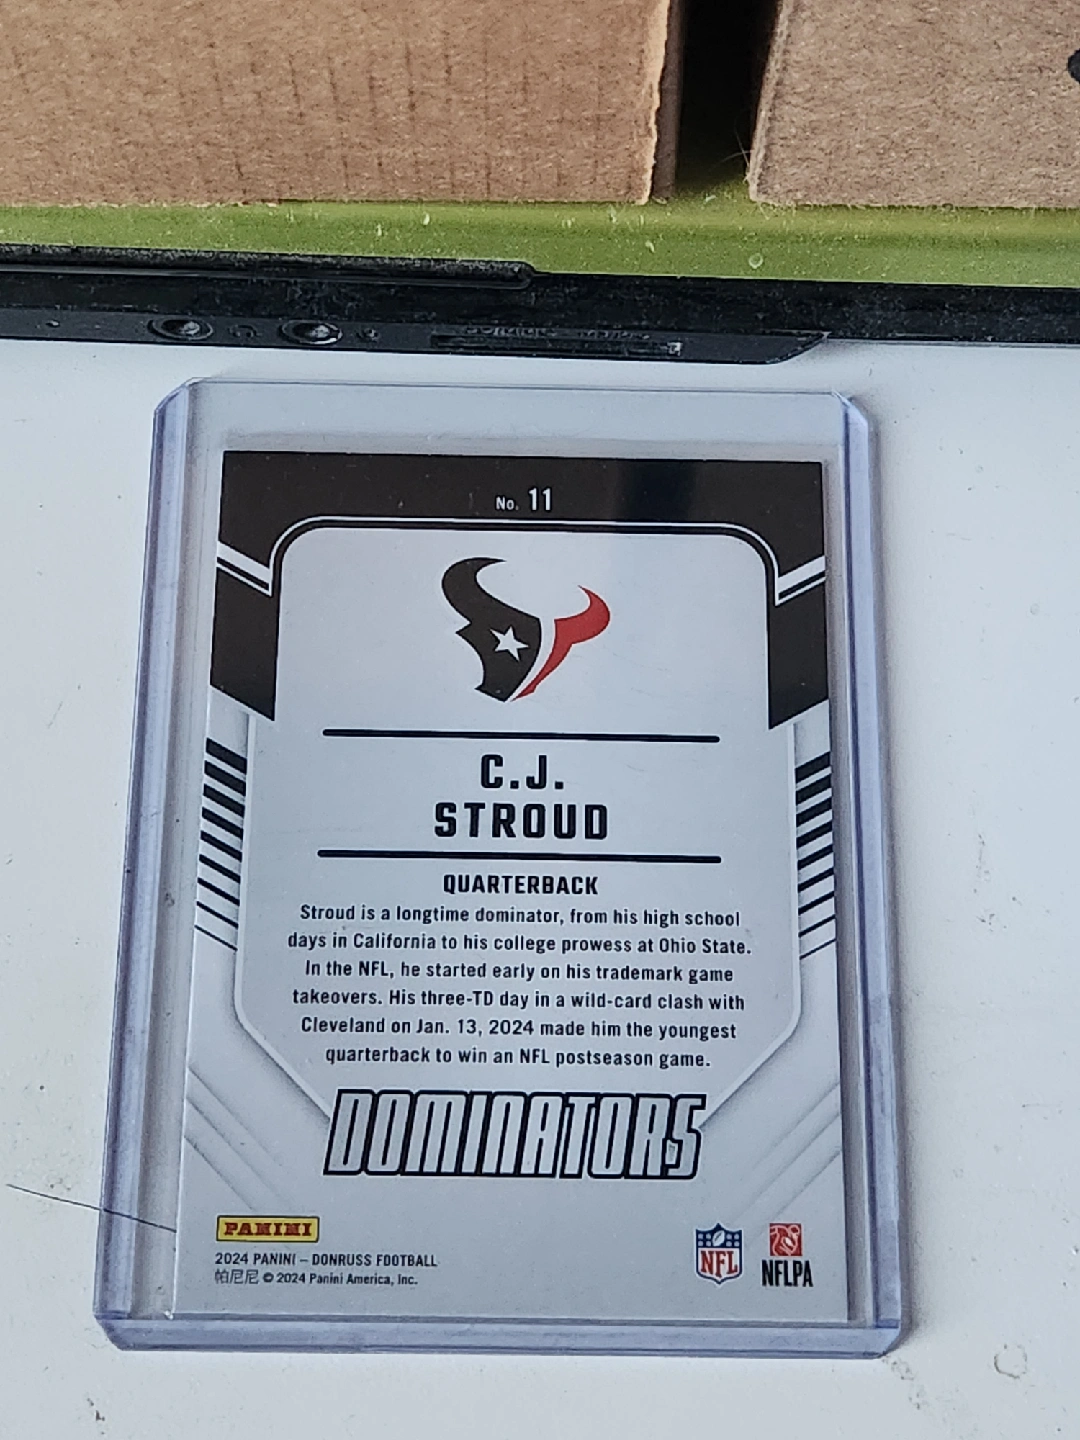 No. 11
C.J.
STROUD
QUARTERBACK
Stroud is a longtime dominator, from his high school
days in California to his college prowess at Ohio State.
In the NFL, he started early on his trademark game
takeovers. His three-TD day in a wild-card clash with
Cleveland on Jan. 13, 2024 made him the youngest
quarterback to win an NFL postseason game.
DOMINATORS
PANINI
2024 PANINI – DONRUSS FOOTBALL
帕尼尼 © 2024 Panini America, Inc.
NFL
NFLPA